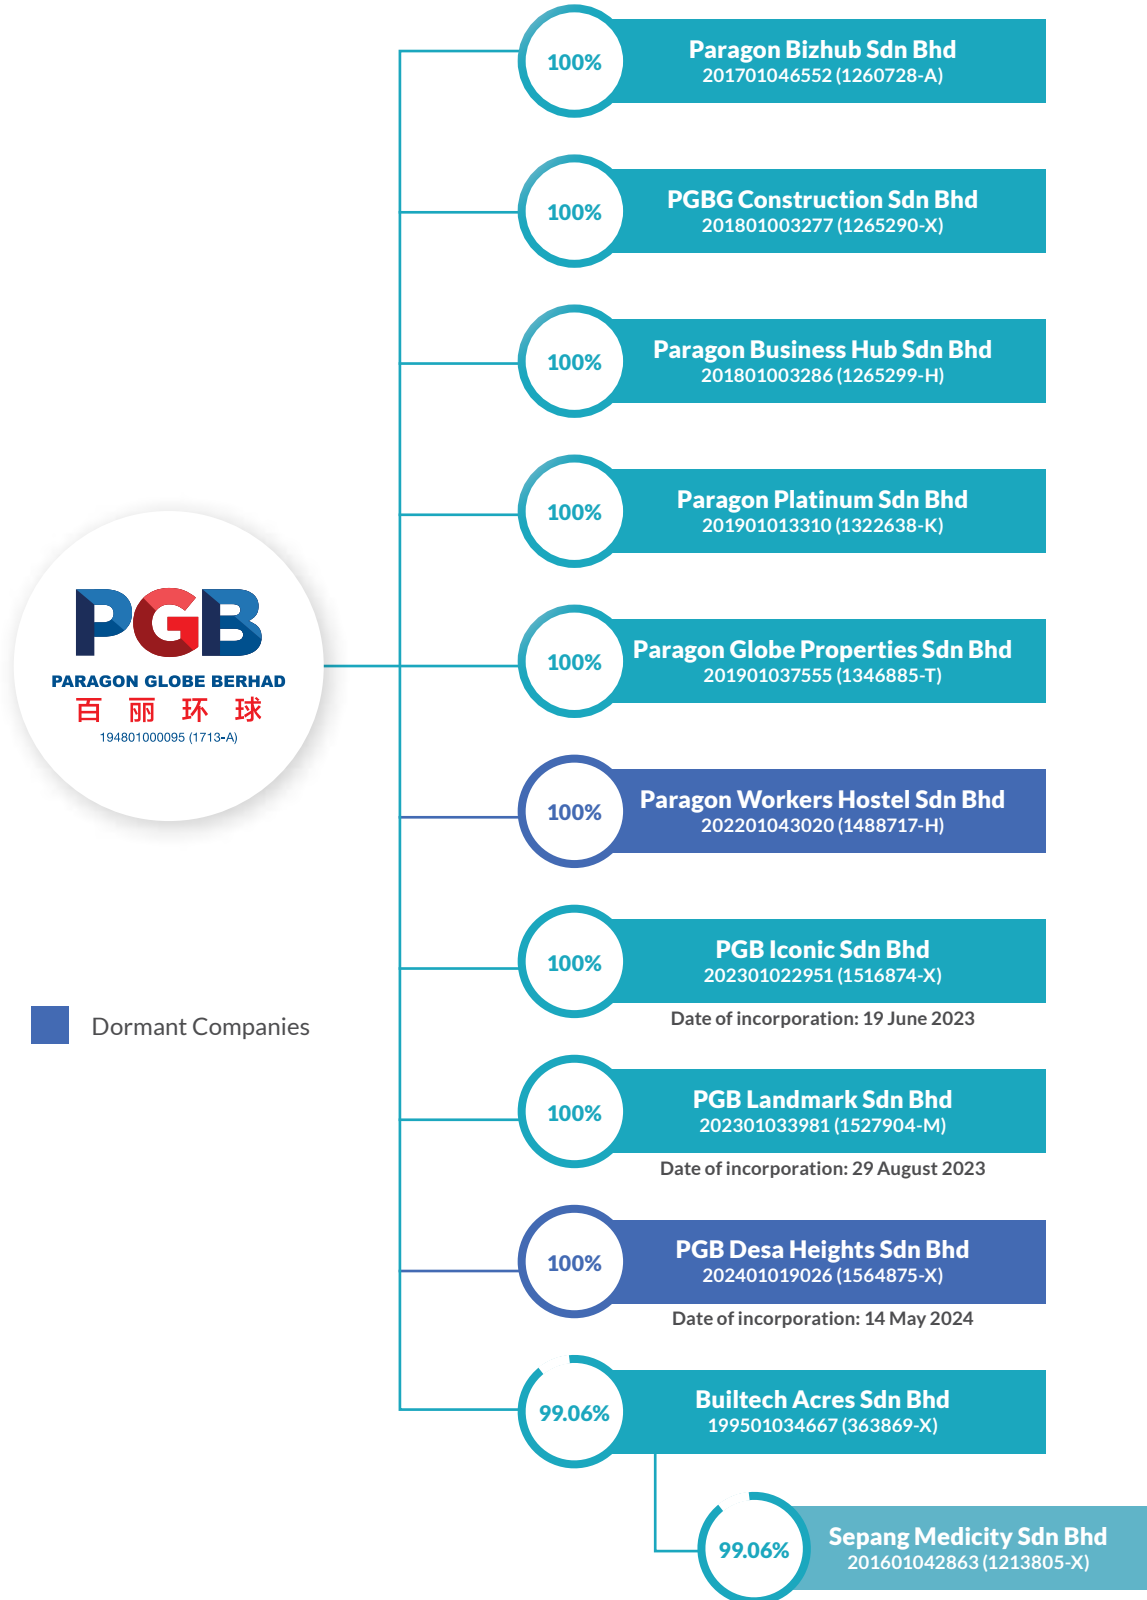 100%
Paragon Bizhub Sdn Bhd
201701046552 (1260728-A)
100%
PGBG Construction Sdn Bhd
201801003277 (1265290-X)
100%
Paragon Business Hub Sdn Bhd
201801003286 (1265299-H)
100%
Paragon Platinum Sdn Bhd
201901013310 (1322638-K)
PGB
PARAGON GLOBE BERHAD
百丽环球
194801000095 (1713-A)
100%
Paragon Globe Properties Sdn Bhd
201901037555 (1346885-T)
100%
Paragon Workers Hostel Sdn Bhd
202201043020 (1488717-H)
100%
PGB Iconic Sdn Bhd
202301022951 (1516874-X)
Date of incorporation: 19 June 2023
Dormant Companies
100%
PGB Landmark Sdn Bhd
202301033981 (1527904-M)
Date of incorporation: 29 August 2023
100%
PGB Desa Heights Sdn Bhd
202401019026 (1564875-X)
Date of incorporation: 14 May 2024
99.06%
Builtech Acres Sdn Bhd
199501034667 (363869-X)
99.06%
Sepang Medicity Sdn Bhd
201601042863 (1213805-X)